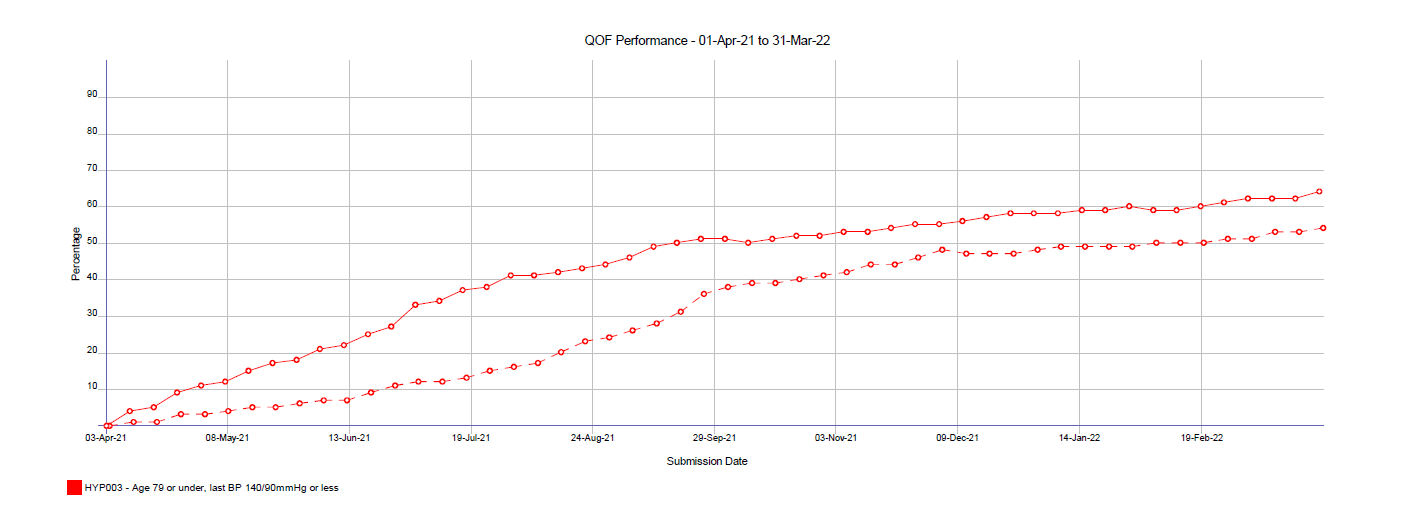 QOF Performance - 01-Apr-21 to 31-Mar-22
Percentage
90
80
70
60
50
40
30
20
10
03-Apr-21 08-May-21 13-Jun-21 19-Jul-21 24-Aug-21 29-Sep-21 03-Nov-21 09-Dec-21 14-Jan-22 19-Feb-22
Submission Date
HYP003 - Age 79 or under, last BP 140/90mmHg or less